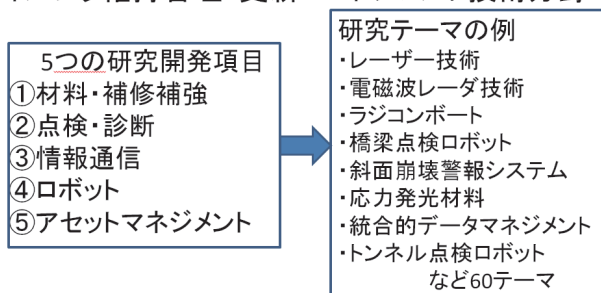 5つの研究開発項目
①材料・補修補強
②点検・診断
③情報通信
④ロボット
⑤アセットマネジメント
研究テーマの例
・レーザー技術
・電磁波レーダ技術
・ラジコンボート
・橋梁点検ロボット
・斜面崩壊警報システム
・応力発光材料
・統合的データマネジメント
・トンネル点検ロボット
など60テーマ